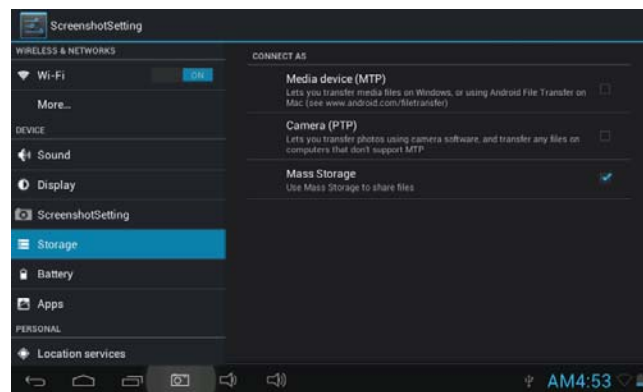 ScreenshotSetting
WIRELESS & NETWORKS
Wi-Fi
ON
More...
DEVICE
Sound
Display
ScreenshotSetting
Storage
Battery
Apps
PERSONAL
Location services
CONNECT AS
Media device (MTP)
Lets you transfer media files on Windows, or using Android File Transfer on
Mac (see www.android.com/filetransfer)
Camera (PTP)
Lets you transfer photos using camera software, and transfer any files on
computers that don't support MTP
Mass Storage
Use Mass Storage to share files
AM4:53